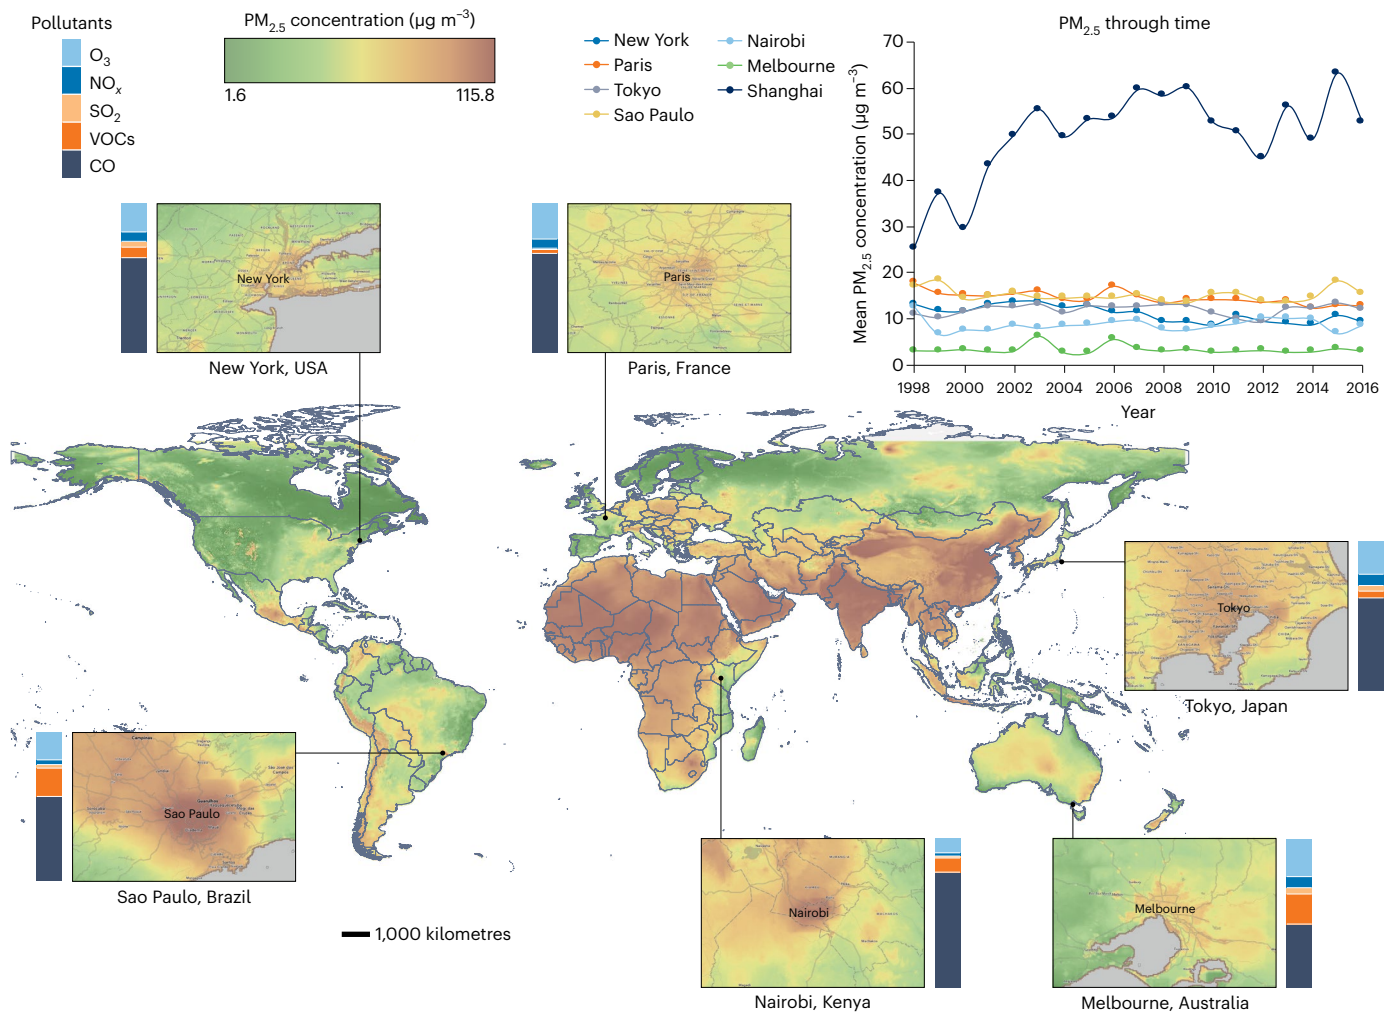 Pollutants
O3
NOx
SO2
VOCs
CO
PM2.5 concentration (µg m−3)
1.6
115.8
New York
Paris
Tokyo
Sao Paulo
Nairobi
Melbourne
Shanghai
PM2.5 through time
Mean PM2.5 concentration (µg m−3)
70
60
50
40
30
20
10
0
1998
2000
2002
2004
2006
2008
2010
2012
2014
2016
Year
New York
New York, USA
Paris
Paris, France
Tokyo
Tokyo, Japan
Sao Paulo
Sao Paulo, Brazil
Nairobi
Nairobi, Kenya
Melbourne
Melbourne, Australia
1,000 kilometres